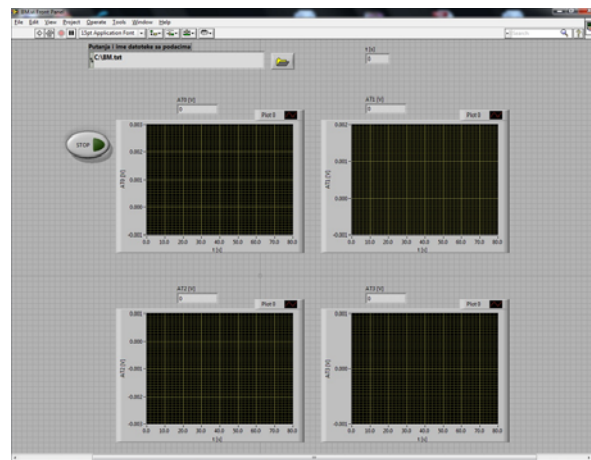 BM.vi Front Panel
File Edit View Project Operate Tools Window Help
15pt Application Font
Search
Putanja i ime datoteke sa podacima
C:\BM.txt
t [s]
0
STOP
AT0 [V]
0
Plot 0
AT0 [V]
0.003
0.002
0.001
0.000
-0.001
0.0 10.0 20.0 30.0 40.0 50.0 60.0 70.0 80.0
t [s]
AT1 [V]
0
Plot 0
AT1 [V]
0.002
0.001
0.000
-0.001
0.0 10.0 20.0 30.0 40.0 50.0 60.0 70.0 80.0
t [s]
AT2 [V]
0
Plot 0
AT2 [V]
0.001
0.000
-0.001
-0.002
-0.003
0.0 10.0 20.0 30.0 40.0 50.0 60.0 70.0 80.0
t [s]
AT3 [V]
0
Plot 0
AT3 [V]
0.001
0.000
-0.001
0.0 10.0 20.0 30.0 40.0 50.0 60.0 70.0 80.0
t [s]